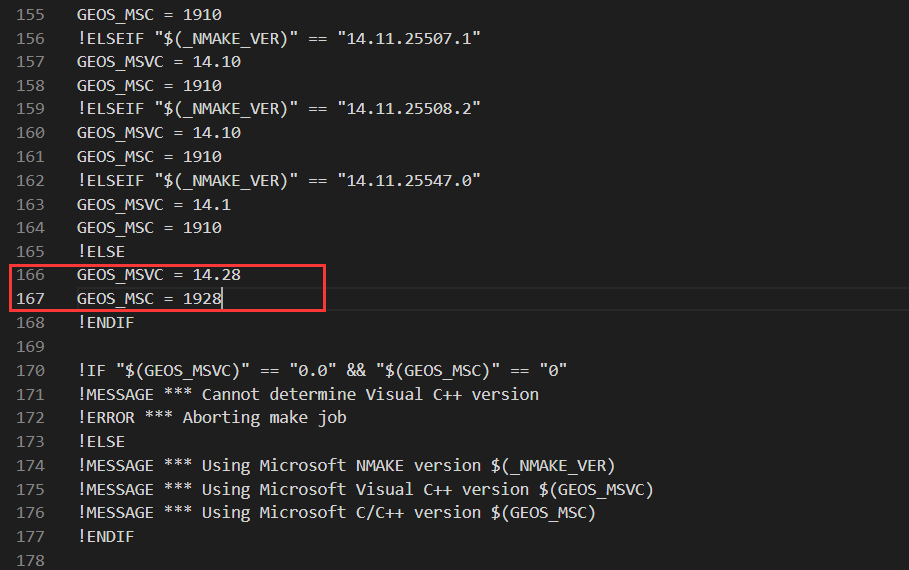 155 GEOS_MSC = 1910
156 !ELSEIF "$(_NMAKE_VER)" == "14.11.25507.1"
157 GEOS_MSVC = 14.10
158 GEOS_MSC = 1910
159 !ELSEIF "$(_NMAKE_VER)" == "14.11.25508.2"
160 GEOS_MSVC = 14.10
161 GEOS_MSC = 1910
162 !ELSEIF "$(_NMAKE_VER)" == "14.11.25547.0"
163 GEOS_MSVC = 14.1
164 GEOS_MSC = 1910
165 !ELSE
166 GEOS_MSVC = 14.28
167 GEOS_MSC = 1928
168 !ENDIF
169
170 !IF "$(GEOS_MSVC)" == "0.0" && "$(GEOS_MSC)" == "0"
171 !MESSAGE *** Cannot determine Visual C++ version
172 !ERROR *** Aborting make job
173 !ELSE
174 !MESSAGE *** Using Microsoft NMAKE version $(_NMAKE_VER)
175 !MESSAGE *** Using Microsoft Visual C++ version $(GEOS_MSVC)
176 !MESSAGE *** Using Microsoft C/C++ version $(GEOS_MSC)
177 !ENDIF
178